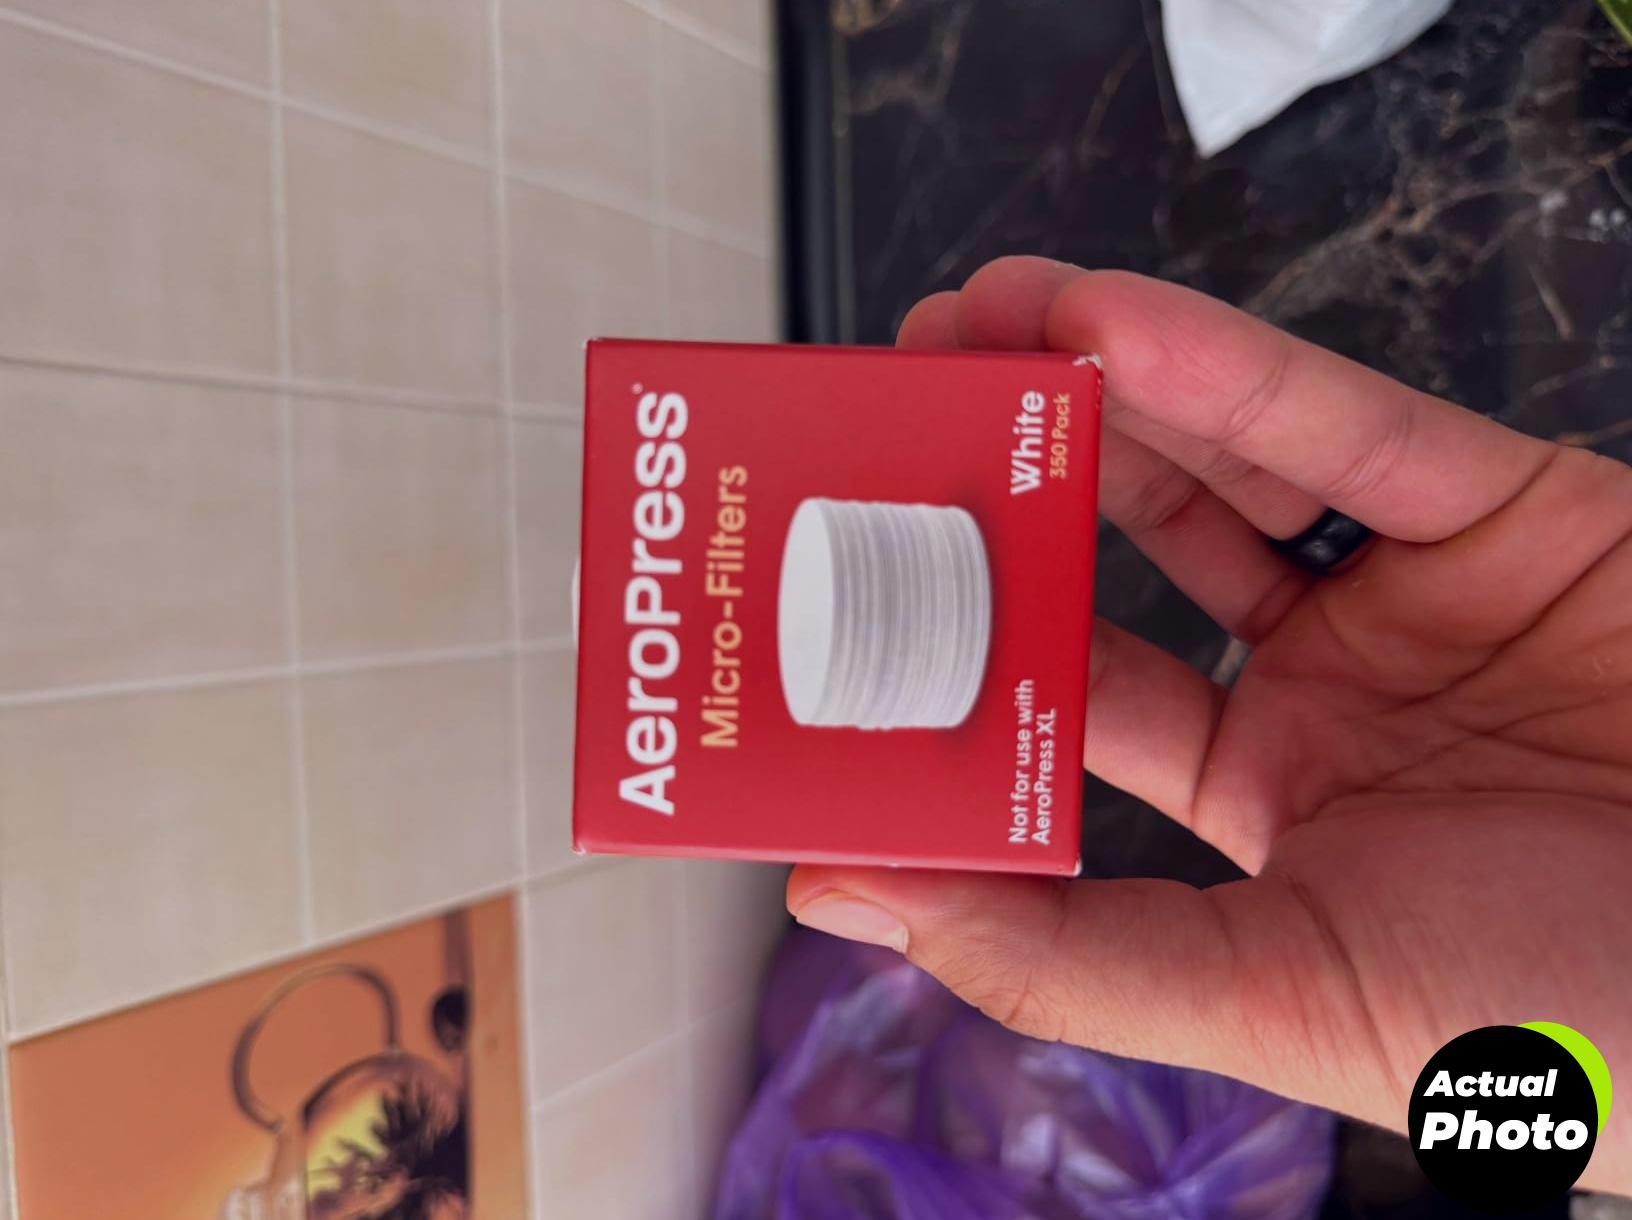 AeroPress®
Micro-Filters
Not for use with
AeroPress XL
White
350 Pack
Actual
Photo